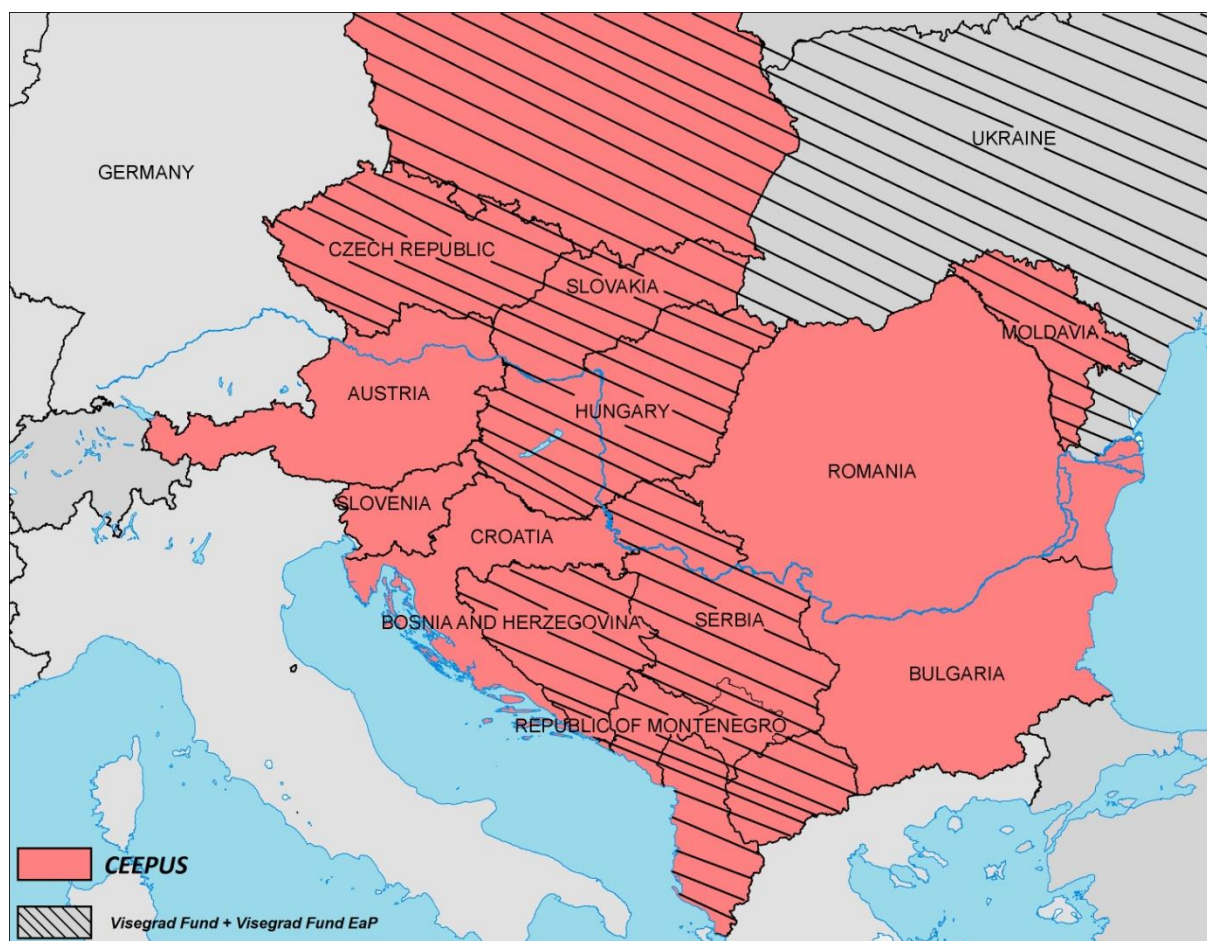 UKRAINE
GERMANY
CZECH REPUBLIC
SLOVAKIA
MOLDAVIA
AUSTRIA
HUNGARY
ROMANIA
SLOVENIA
CROATIA
BOSNIA AND HERZEGOVINA
SERBIA
BULGARIA
REPUBLIC OF MONTENEGRO
CEEPUS
Visegrad Fund + Visegrad Fund EaP